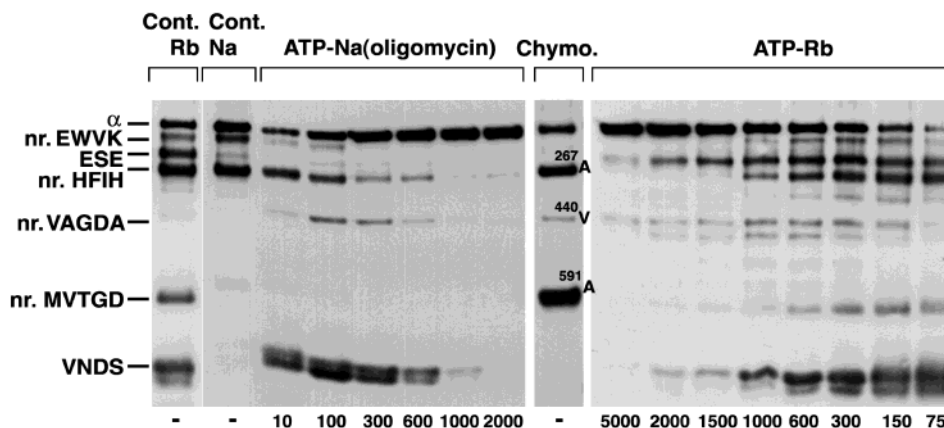 Cont. Cont.
Rb Na ATP-Na(oligomycin) Chymo. ATP-Rb
α
nr. EWVK
ESE
nr. HFIH
nr. VAGDA
nr. MVTGD
VNDS
267 A
440 V
591 A
- - 10 100 300 600 1000 2000 - 5000 2000 1500 1000 600 300 150 75